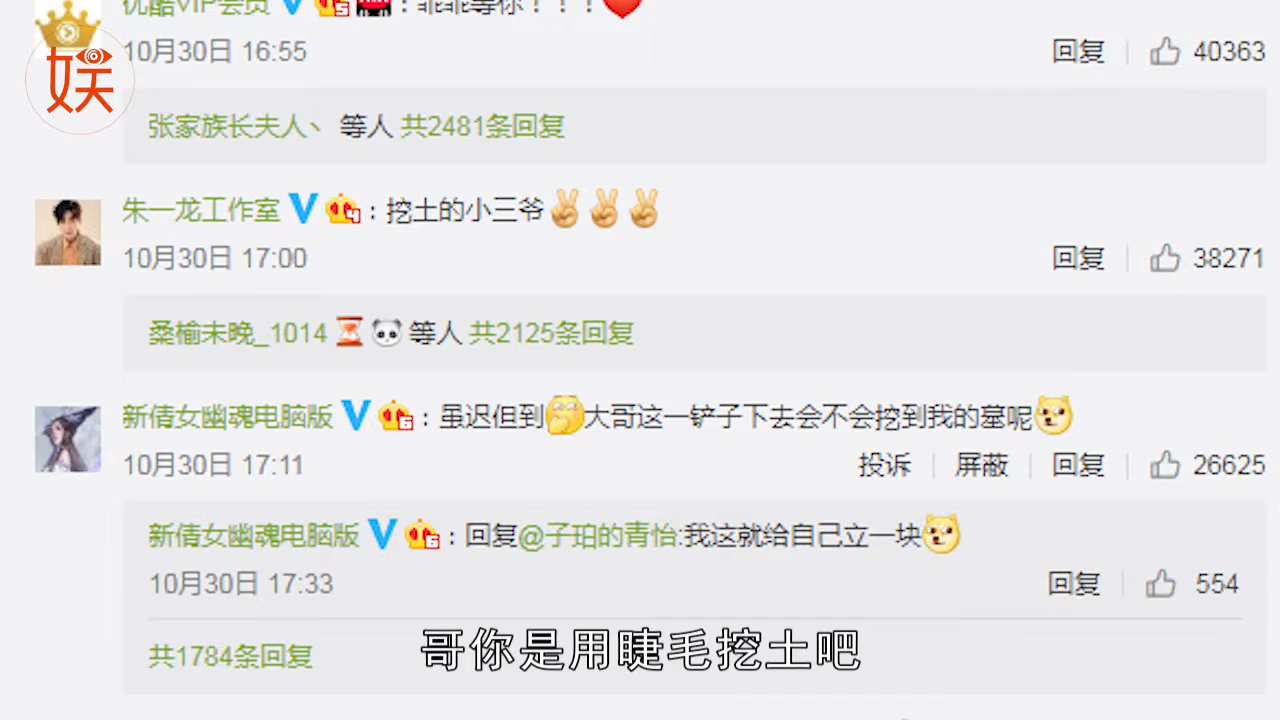 优酷VIP会员 : 乖乖等你！！！
娱
10月30日 16:55 回复 40363
张家族长夫人丶 等人 共2481条回复
朱一龙工作室 : 挖土的小三爷
10月30日 17:00 回复 38271
桑榆未晚_1014 等人 共2125条回复
新倩女幽魂电脑版 : 虽迟但到 大哥这一铲子下去会不会挖到我的墓呢
10月30日 17:11 投诉 屏蔽 回复 26625
新倩女幽魂电脑版 : 回复@子珀的青怡:我这就给自己立一块
10月30日 17:33 回复 554
共1784条回复
哥你是用睫毛挖土吧